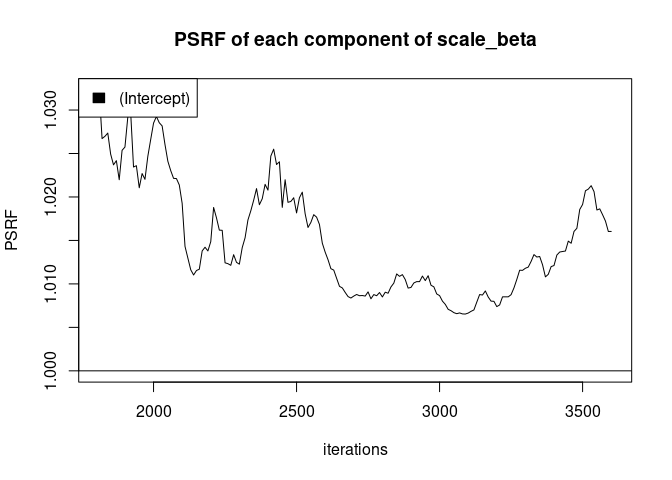 PSRF of each component of scale_beta
(Intercept)
PSRF
1.030
1.020
1.010
1.000
2000 2500 3000 3500
iterations